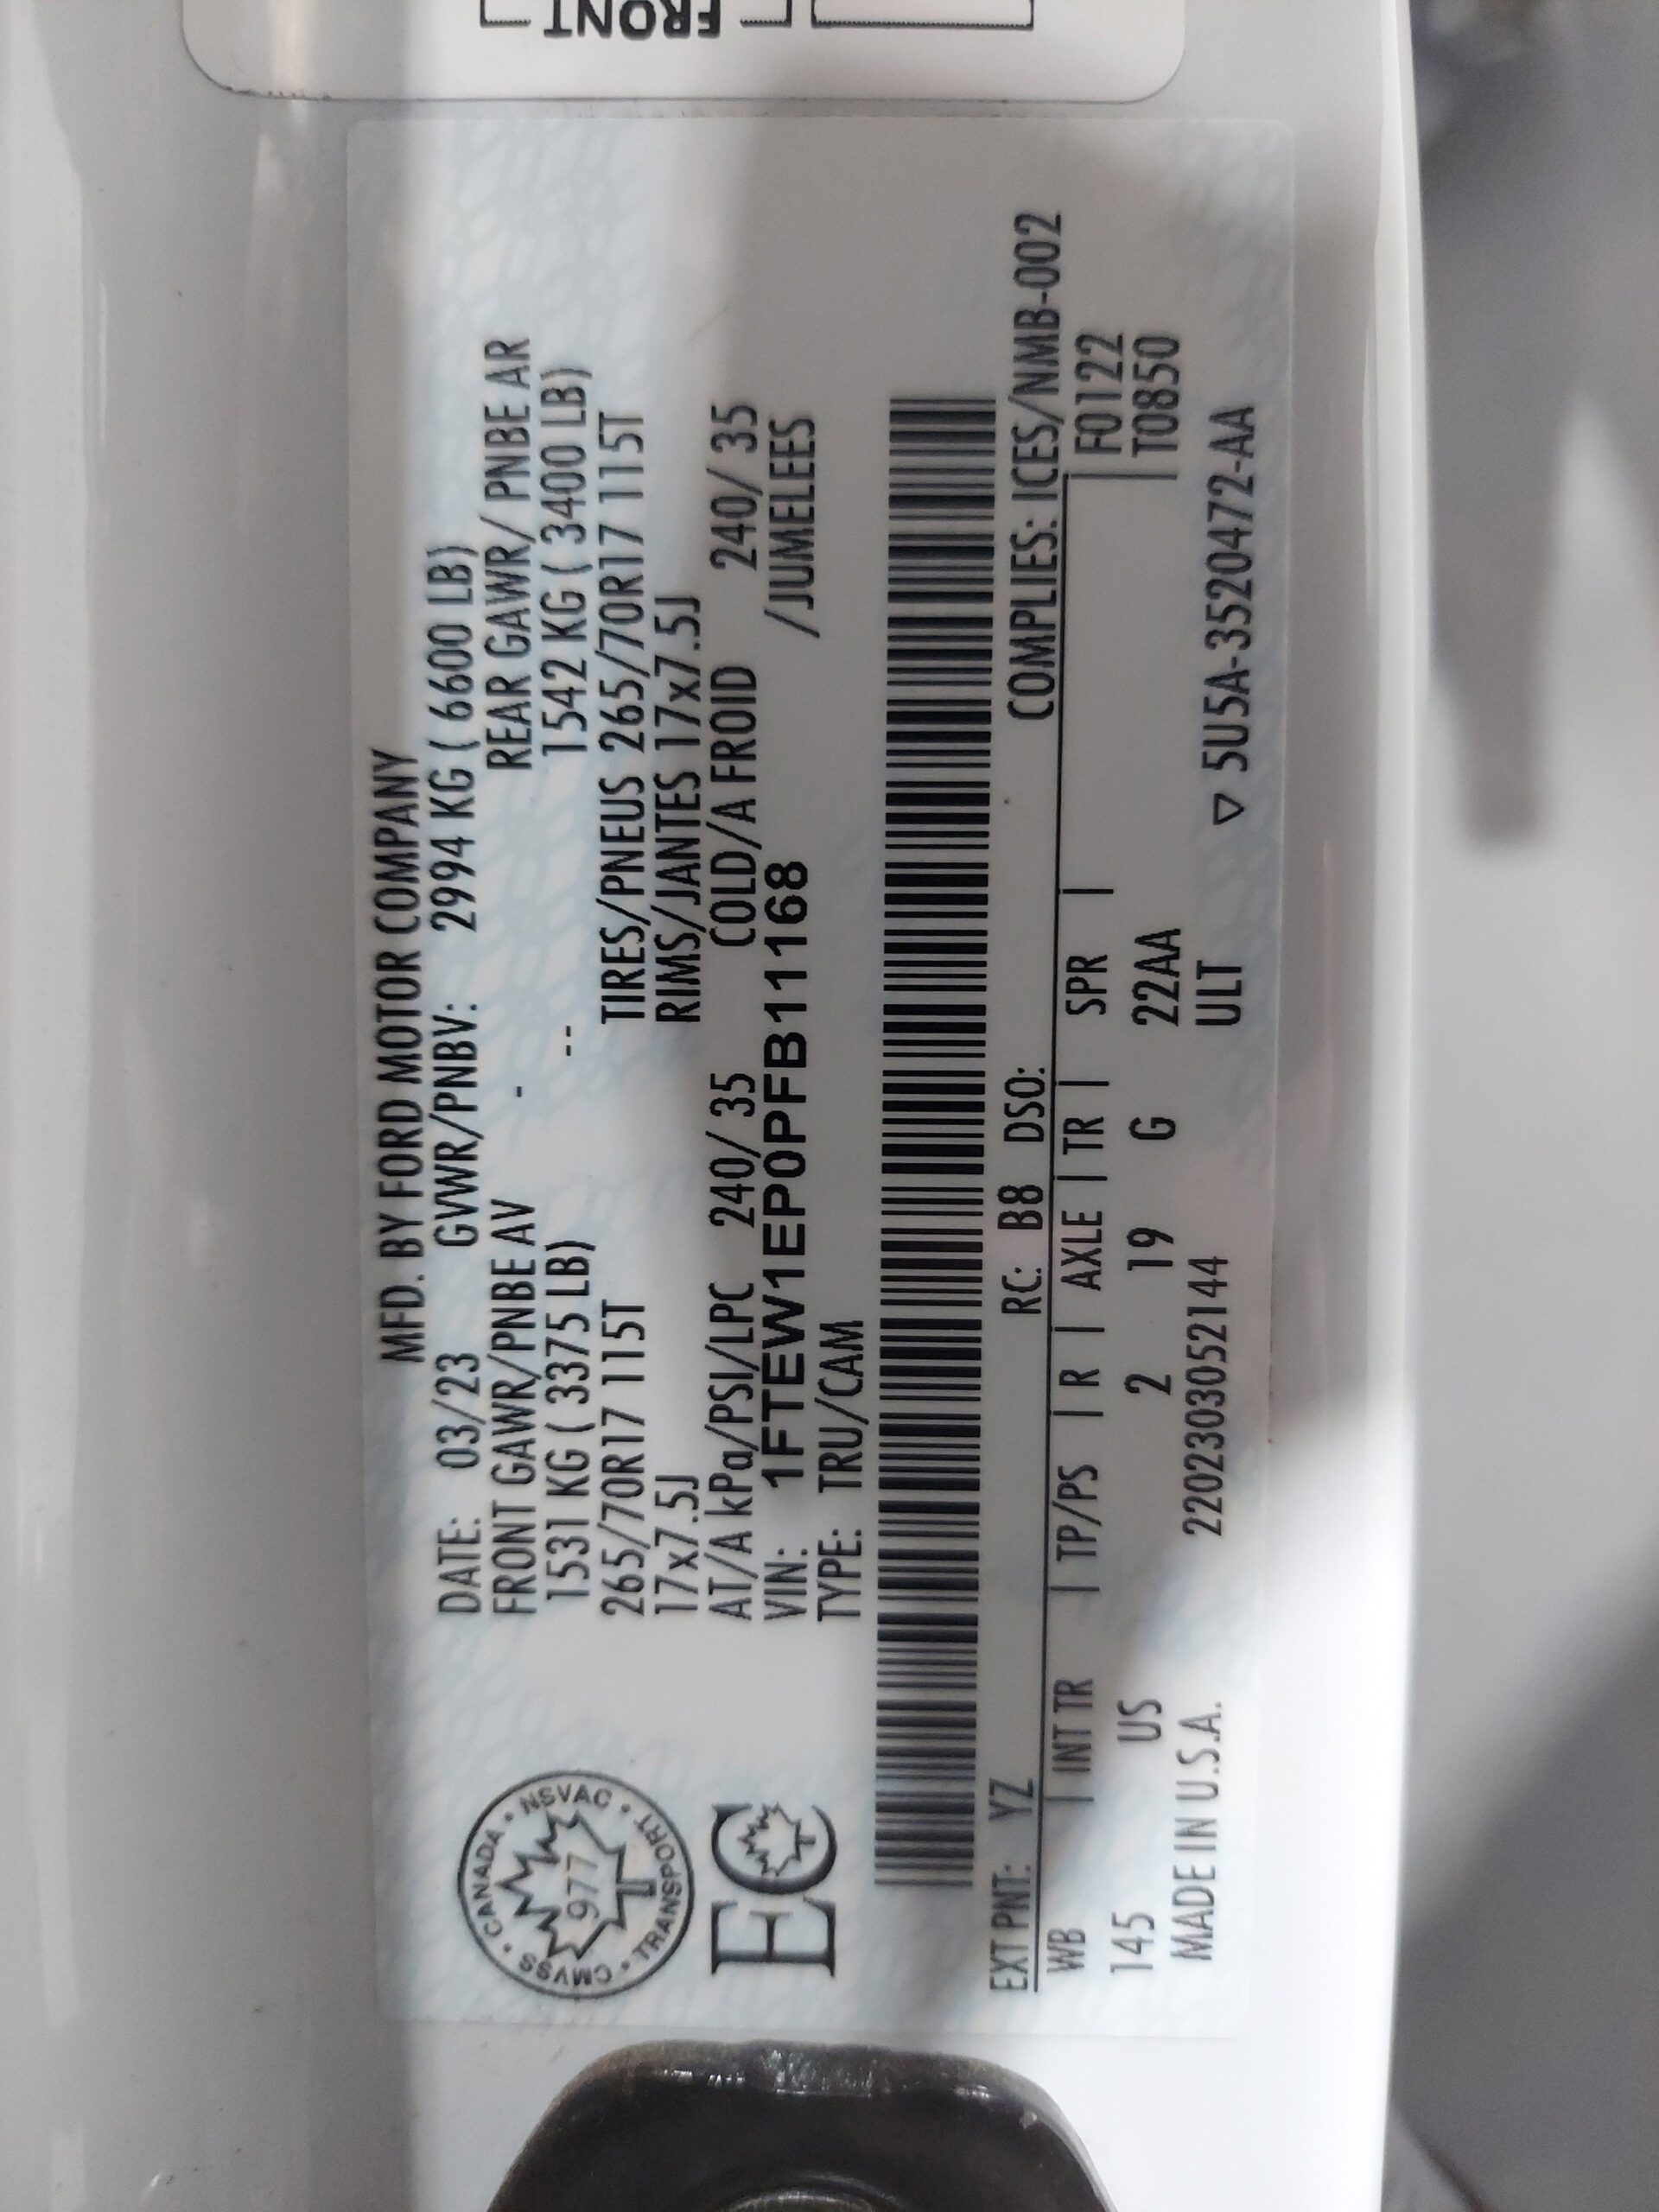 FRONT
MFD. BY FORD MOTOR COMPANY
DATE: 03/23 GVWR/PNBV: 2994 KG ( 6600 LB)
FRONT GAWR/PNBE AV - REAR GAWR/ PNBE AR
1531 KG ( 3375 LB) -- 1542 KG ( 3400 LB)
265/70R17 115T TIRES/PNEUS 265/70R17 115T
17x7.5J RIMS/JANTES 17x7.5J
AT/A kPa/PSI/LPC 240/ 35 COLD/A FROID 240/ 35
VIN: 1FTEW1EP0PFB11168 /JUMELEES
TYPE: TRU/CAM
CANADA • NSVAC • TRANSPORT • CMVSS •
977
T
EC
EXT PNT: YZ RC: B8 DSO: COMPLIES: ICES/NMB-002
WB | INT TR | TP/PS | R | AXLE | TR | SPR | | F0122
145 US 2 19 G 22AA | T0850
MADE IN U.S.A. 220230305 2144 ULT ▽ 5U5A-3520472-AA